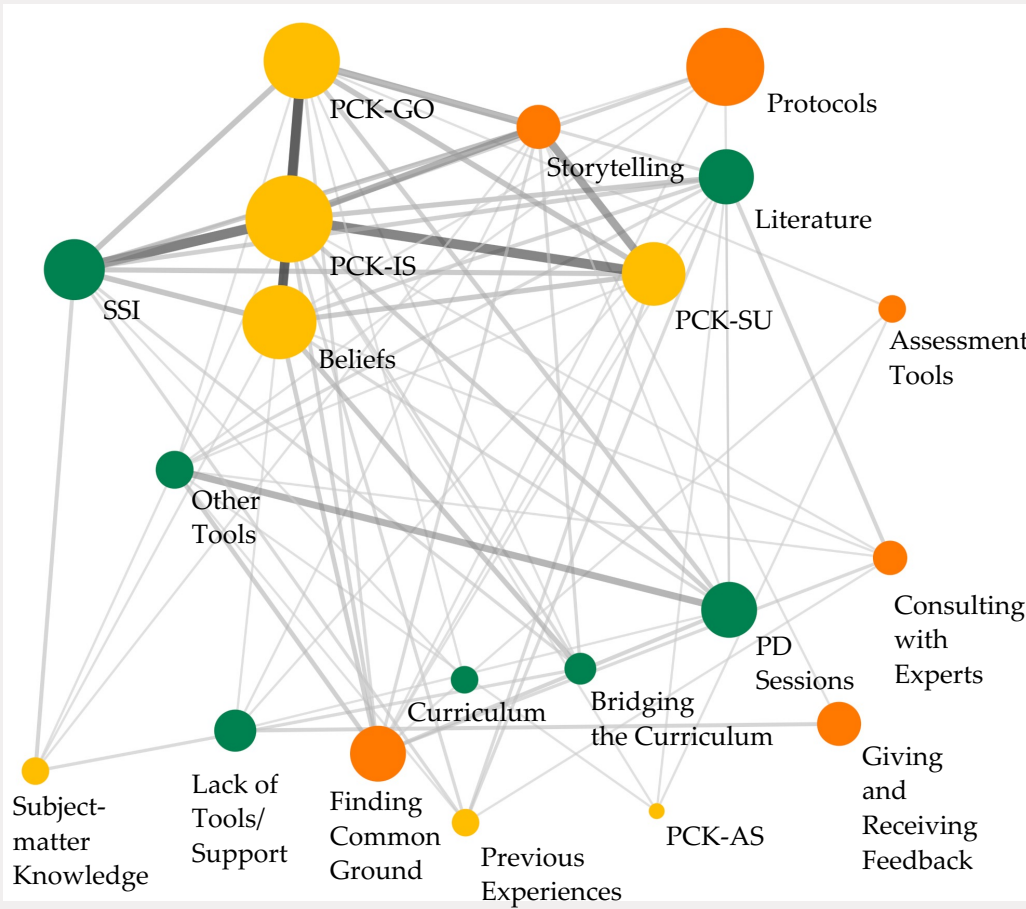 PCK-GO
Protocols
Storytelling
Literature
PCK-IS
SSI
PCK-SU
Assessment
Tools
Beliefs
Other
Tools
Consulting
with
Experts
PD
Sessions
Bridging
the Curriculum
Curriculum
Giving
and
Receiving
Feedback
Lack of
Tools/
Support
Finding
Common
Ground
Subject-
matter
Knowledge
PCK-AS
Previous
Experiences